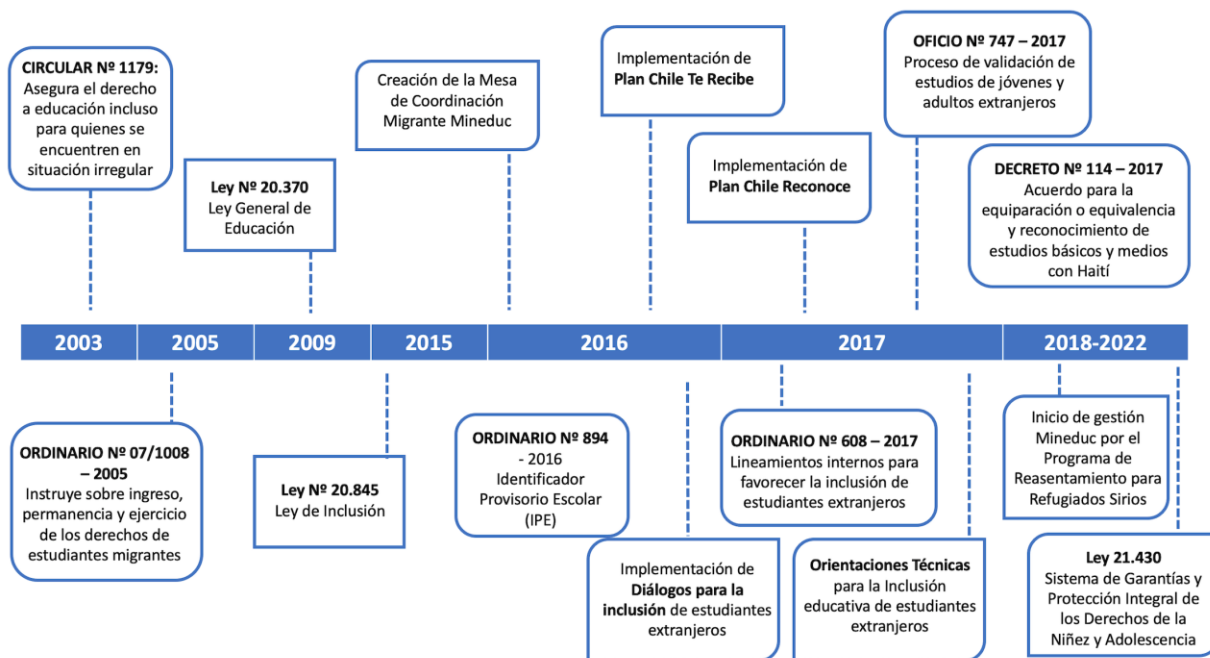 CIRCULAR Nº 1179:
Asegura el derecho
a educación incluso
para quienes se
encuentren en
situación irregular
Ley Nº 20.370
Ley General de
Educación
Creación de la Mesa
de Coordinación
Migrante Mineduc
Implementación de
Plan Chile Te Recibe
Implementación de
Plan Chile Reconoce
OFICIO Nº 747 – 2017
Proceso de validación de
estudios de jóvenes y
adultos extranjeros
DECRETO Nº 114 – 2017
Acuerdo para la
equiparación o equivalencia
y reconocimiento de
estudios básicos y medios
con Haití
2003
2005
2009
2015
2016
2017
2018-2022
ORDINARIO Nº 07/1008
– 2005
Instruye sobre ingreso,
permanencia y ejercicio
de los derechos de
estudiantes migrantes
Ley Nº 20.845
Ley de Inclusión
ORDINARIO Nº 894
- 2016
Identificador
Provisorio Escolar
(IPE)
Implementación de
Diálogos para la
inclusión de estudiantes
extranjeros
ORDINARIO Nº 608 – 2017
Lineamientos internos para
favorecer la inclusión de
estudiantes extranjeros
Orientaciones Técnicas
para la Inclusión
educativa de estudiantes
extranjeros
Inicio de gestión
Mineduc por el
Programa de
Reasentamiento para
Refugiados Sirios
Ley 21.430
Sistema de Garantías y
Protección Integral de
los Derechos de la
Niñez y Adolescencia